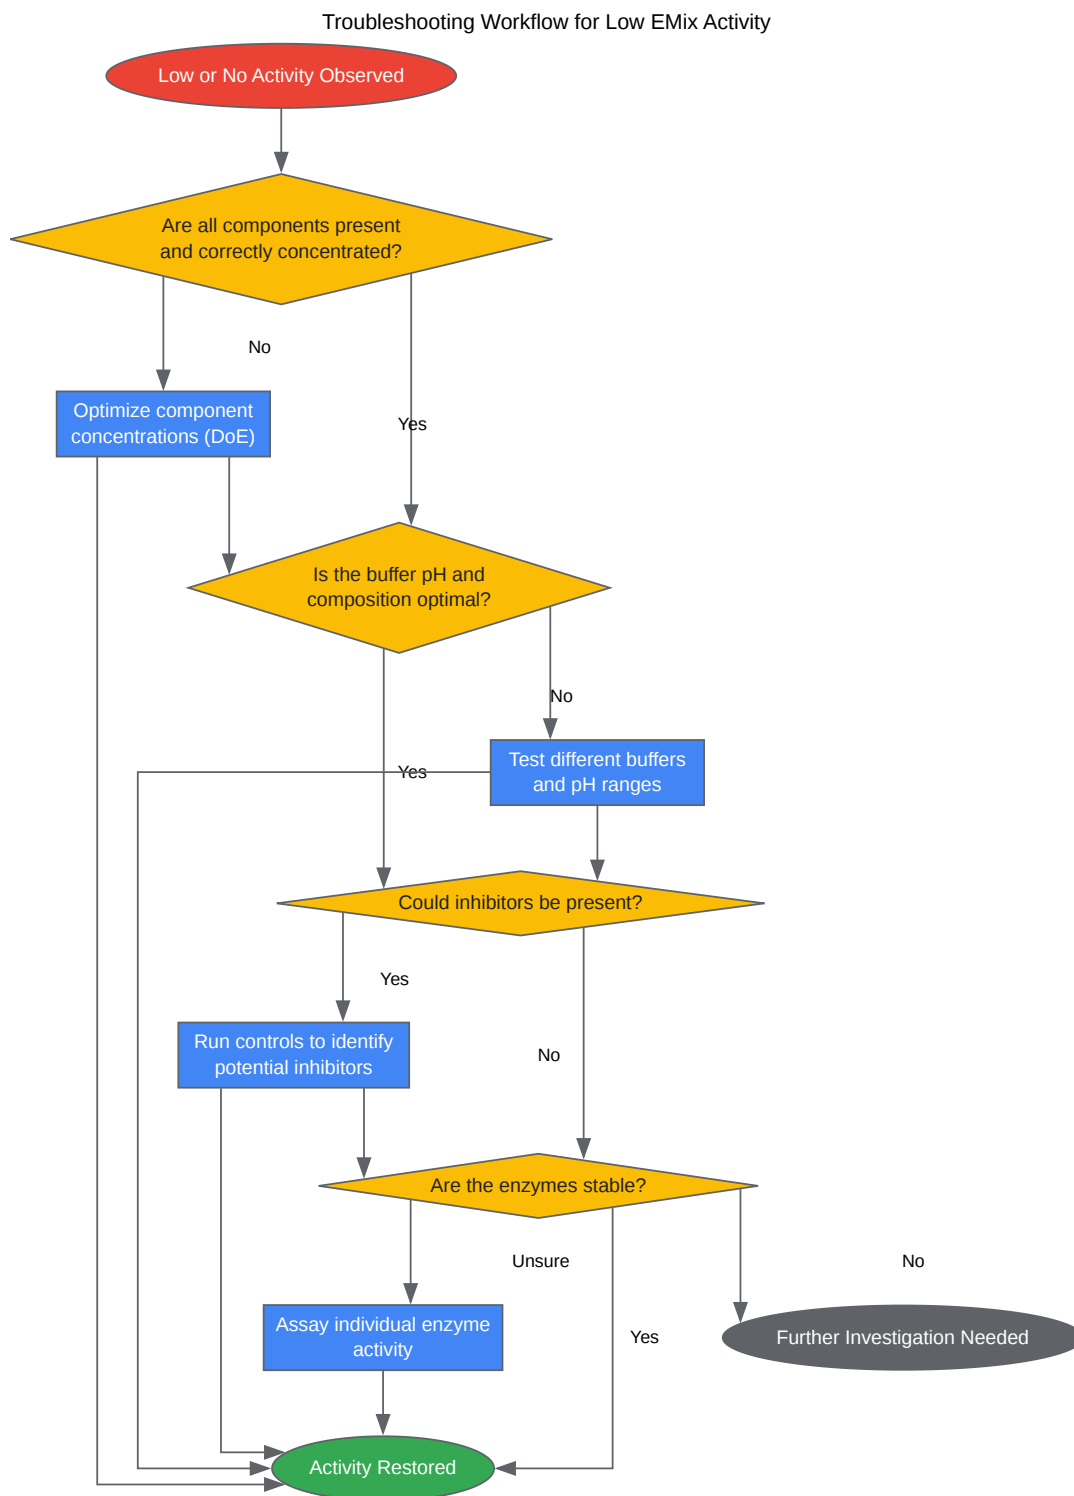 Troubleshooting Workflow for Low EMix Activity
Low or No Activity Observed
Are all components present
and correctly concentrated?
No
Optimize component
concentrations (DoE)
Yes
Is the buffer pH and
composition optimal?
No
Yes
Test different buffers
and pH ranges
Could inhibitors be present?
Yes
Run controls to identify
potential inhibitors
No
Are the enzymes stable?
Unsure
No
Assay individual enzyme
activity
Yes
Further Investigation Needed
Activity Restored